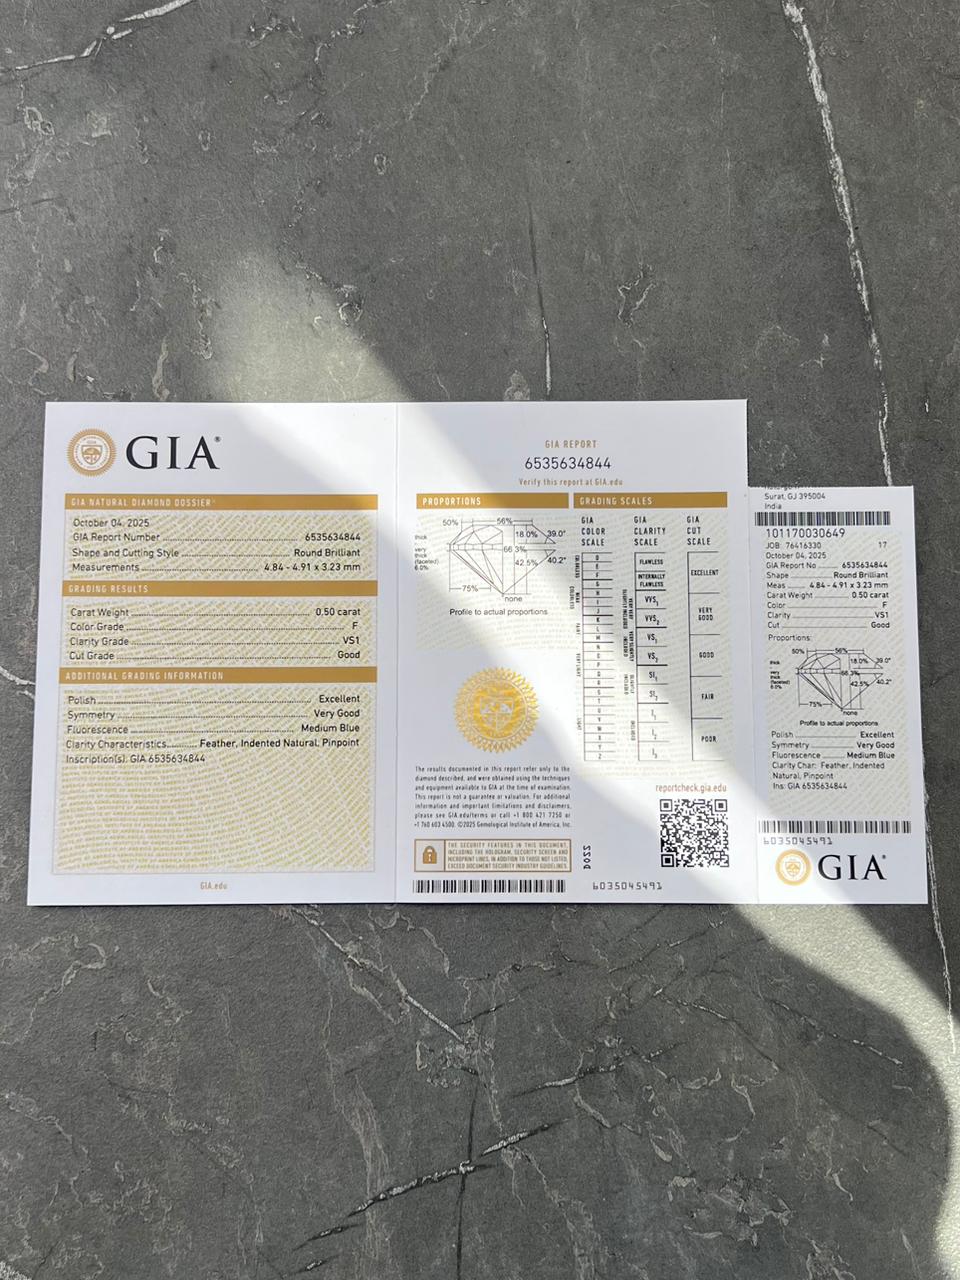 GIA®
GIA NATURAL DIAMOND DOSSIER®
October 04, 2025
GIA Report Number 6535634844
Shape and Cutting Style Round Brilliant
Measurements 4.84 - 4.91 x 3.23 mm
GRADING RESULTS
Carat Weight 0.50 carat
Color Grade F
Clarity Grade VS1
Cut Grade Good
ADDITIONAL GRADING INFORMATION
Polish Excellent
Symmetry Very Good
Fluorescence Medium Blue
Clarity Characteristics Feather, Indented Natural, Pinpoint
Inscription(s): GIA 6535634844
GIA.edu
GIA REPORT
6535634844
Verify this report at GIA.edu
PROPORTIONS
50%
56%
thick
18.0%
39.0°
very
thick
(faceted)
6.0%
66.3%
42.5%
40.2°
75%
none
Profile to actual proportions
The results documented in this report refer only to the
diamond described, and were obtained using the techniques
and equipment available to GIA at the time of examination.
This report is not a guarantee or valuation. For additional
information and important limitations and disclaimers,
please see GIA.edu/terms or call +1 800 421 7250 or
+1 760 603 4500. ©2025 Gemological Institute of America, Inc.
THE SECURITY FEATURES IN THIS DOCUMENT,
INCLUDING THE HOLOGRAM, SECURITY SCREEN AND
MICROPRINT LINES, IN ADDITION TO THOSE NOT LISTED,
EXCEED DOCUMENT SECURITY INDUSTRY GUIDELINES.
GRADING SCALES
GIA
COLOR
SCALE
D
E
F
G
H
I
J
K
L
M
N
O
P
Q
R
S
T
U
V
W
X
Y
Z
GIA
CLARITY
SCALE
FLAWLESS
INTERNALLY
FLAWLESS
VVS1
VVS2
VS1
VS2
SI1
SI2
I1
I2
I3
GIA
CUT
SCALE
EXCELLENT
VERY
GOOD
GOOD
FAIR
POOR
reportcheck.gia.edu
6035045491
Surat, GJ 395004
India
101170030649
JOB: 76416330 17
October 04, 2025
GIA Report No 6535634844
Shape Round Brilliant
Meas 4.84 - 4.91 x 3.23 mm
Carat Weight 0.50 carat
Color F
Clarity VS1
Cut Good
Proportions:
50%
56%
thick
18.0%
39.0°
very
thick
(faceted)
6.0%
66.3%
42.5%
40.2°
75%
none
Profile to actual proportions
Polish Excellent
Symmetry Very Good
Fluorescence Medium Blue
Clarity Char: Feather, Indented
Natural, Pinpoint
Ins: GIA 6535634844
6035045491
GIA®